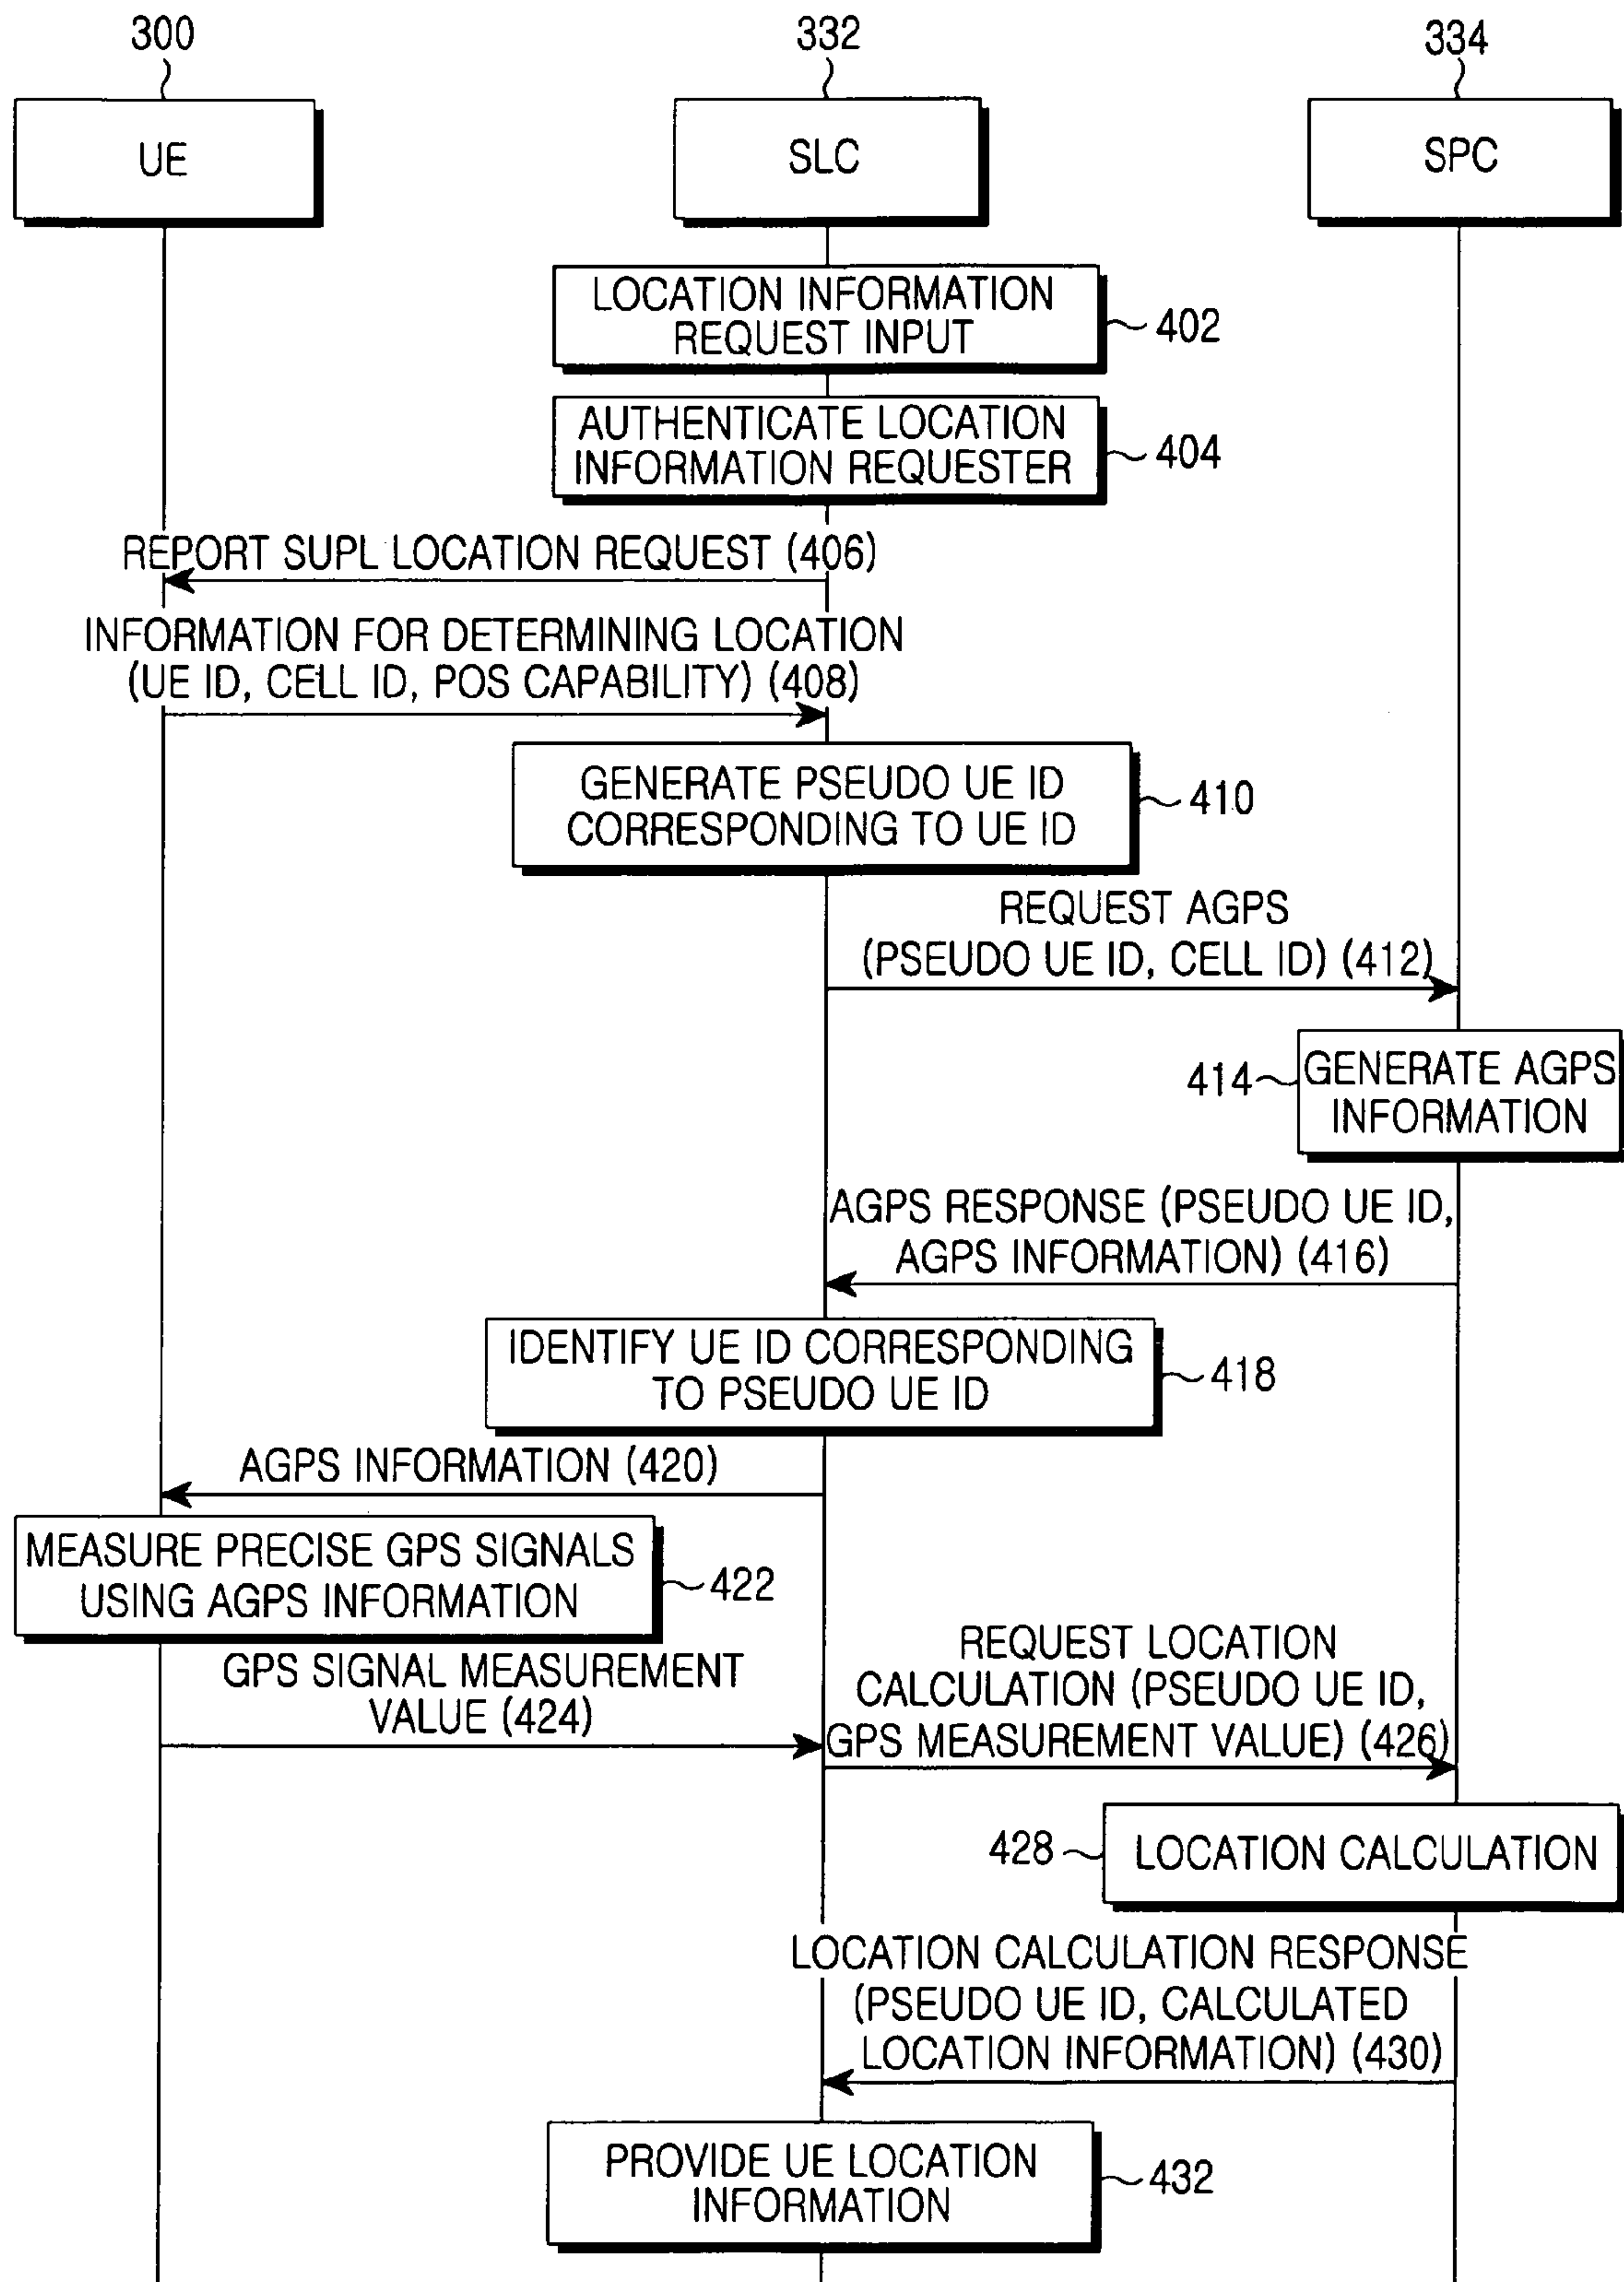 300
332
334
UE
SLC
SPC
LOCATION INFORMATION
REQUEST INPUT
402
AUTHENTICATE LOCATION
INFORMATION REQUESTER
404
REPORT SUPL LOCATION REQUEST (406)
INFORMATION FOR DETERMINING LOCATION
(UE ID, CELL ID, POS CAPABILITY) (408)
GENERATE PSEUDO UE ID
CORRESPONDING TO UE ID
410
REQUEST AGPS
(PSEUDO UE ID, CELL ID) (412)
414
GENERATE AGPS
INFORMATION
AGPS RESPONSE (PSEUDO UE ID,
AGPS INFORMATION) (416)
IDENTIFY UE ID CORRESPONDING
TO PSEUDO UE ID
418
AGPS INFORMATION (420)
MEASURE PRECISE GPS SIGNALS
USING AGPS INFORMATION
422
GPS SIGNAL MEASUREMENT
VALUE (424)
REQUEST LOCATION
CALCULATION (PSEUDO UE ID,
GPS MEASUREMENT VALUE) (426)
428
LOCATION CALCULATION
LOCATION CALCULATION RESPONSE
(PSEUDO UE ID, CALCULATED
LOCATION INFORMATION) (430)
PROVIDE UE LOCATION
INFORMATION
432